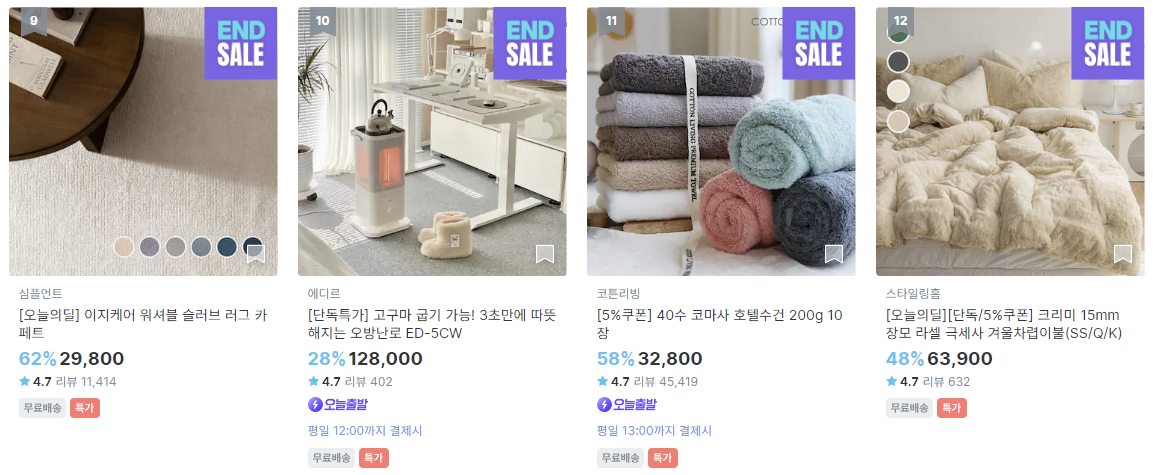 9
END
SALE
심플먼트
[오늘의딜] 이지케어 워셔블 슬러브 러그 카
페트
62% 29,800
4.7 리뷰 11,414
무료배송 특가
10
END
SALE
에디르
[단독특가] 고구마 굽기 가능! 3초만에 따뜻
해지는 오방난로 ED-5CW
28% 128,000
4.7 리뷰 402
오늘출발
평일 12:00까지 결제시
무료배송 특가
11
COTTO
END
SALE
COTTON LIVING PREMIUM TOWEL
코튼리빙
[5%쿠폰] 40수 코마사 호텔수건 200g 10
장
58% 32,800
4.7 리뷰 45,419
오늘출발
평일 13:00까지 결제시
무료배송 특가
12
END
SALE
스타일링홈
[오늘의딜][단독/5%쿠폰] 크리미 15mm
장모 라셀 극세사 겨울차렵이불(SS/Q/K)
48% 63,900
4.7 리뷰 632
무료배송 특가